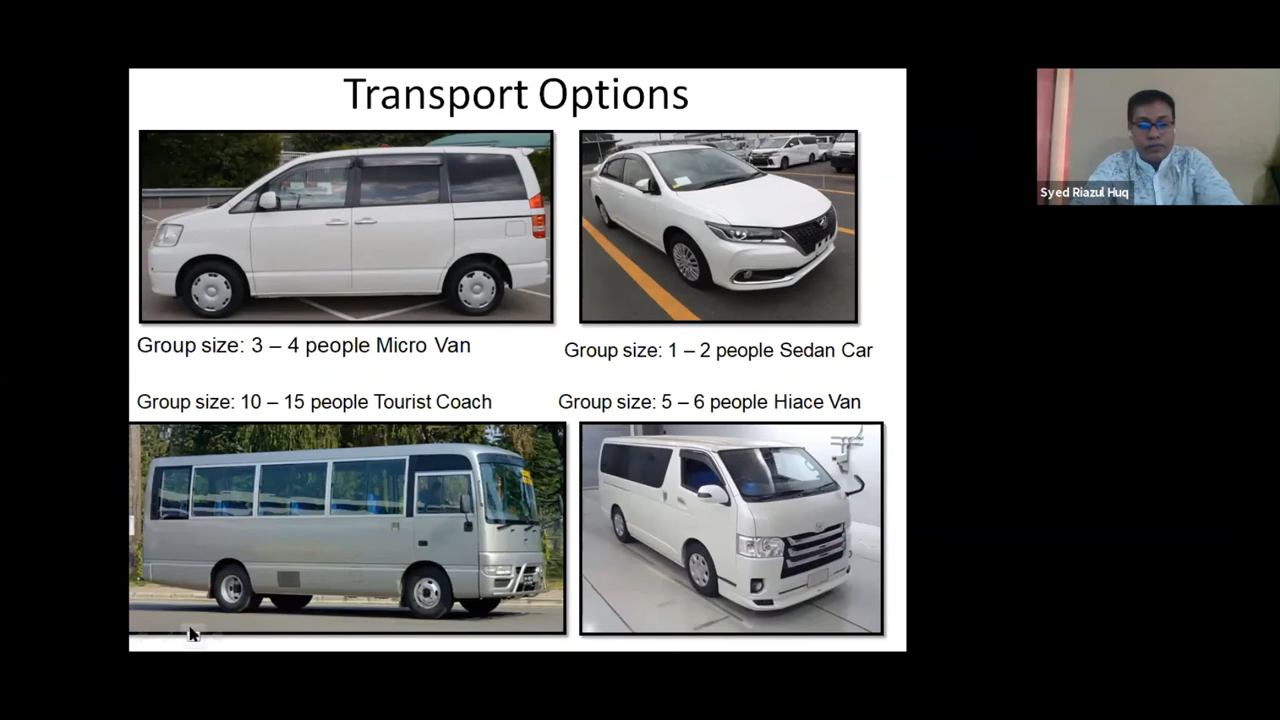 Transport Options
Group size: 3 – 4 people Micro Van
Group size: 1 – 2 people Sedan Car
Group size: 10 – 15 people Tourist Coach
Group size: 5 – 6 people Hiace Van
Syed Riazul Huq